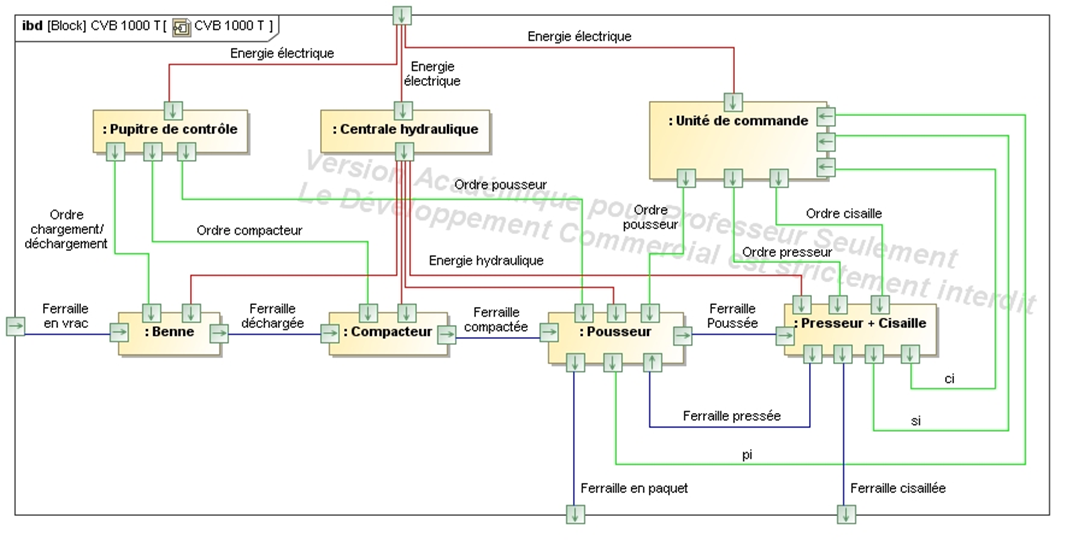 ibd [Block] CVB 1000 T [ CVB 1000 T ]
Energie électrique
Energie électrique
Energie
électrique
: Pupitre de contrôle
: Centrale hydraulique
: Unité de commande
Version Académique pour Professeur Seulement
Le Développement Commercial est strictement interdit
Ordre pousseur
Ordre
chargement/
déchargement
Ordre compacteur
Ordre
pousseur
Ordre cisaille
Ordre presseur
Energie hydraulique
Ferraille
en vrac
: Benne
Ferraille
déchargée
: Compacteur
Ferraille
compactée
: Pousseur
Ferraille
Poussée
: Presseur + Cisaille
ci
Ferraille pressée
si
pi
Ferraille en paquet
Ferraille cisaillée